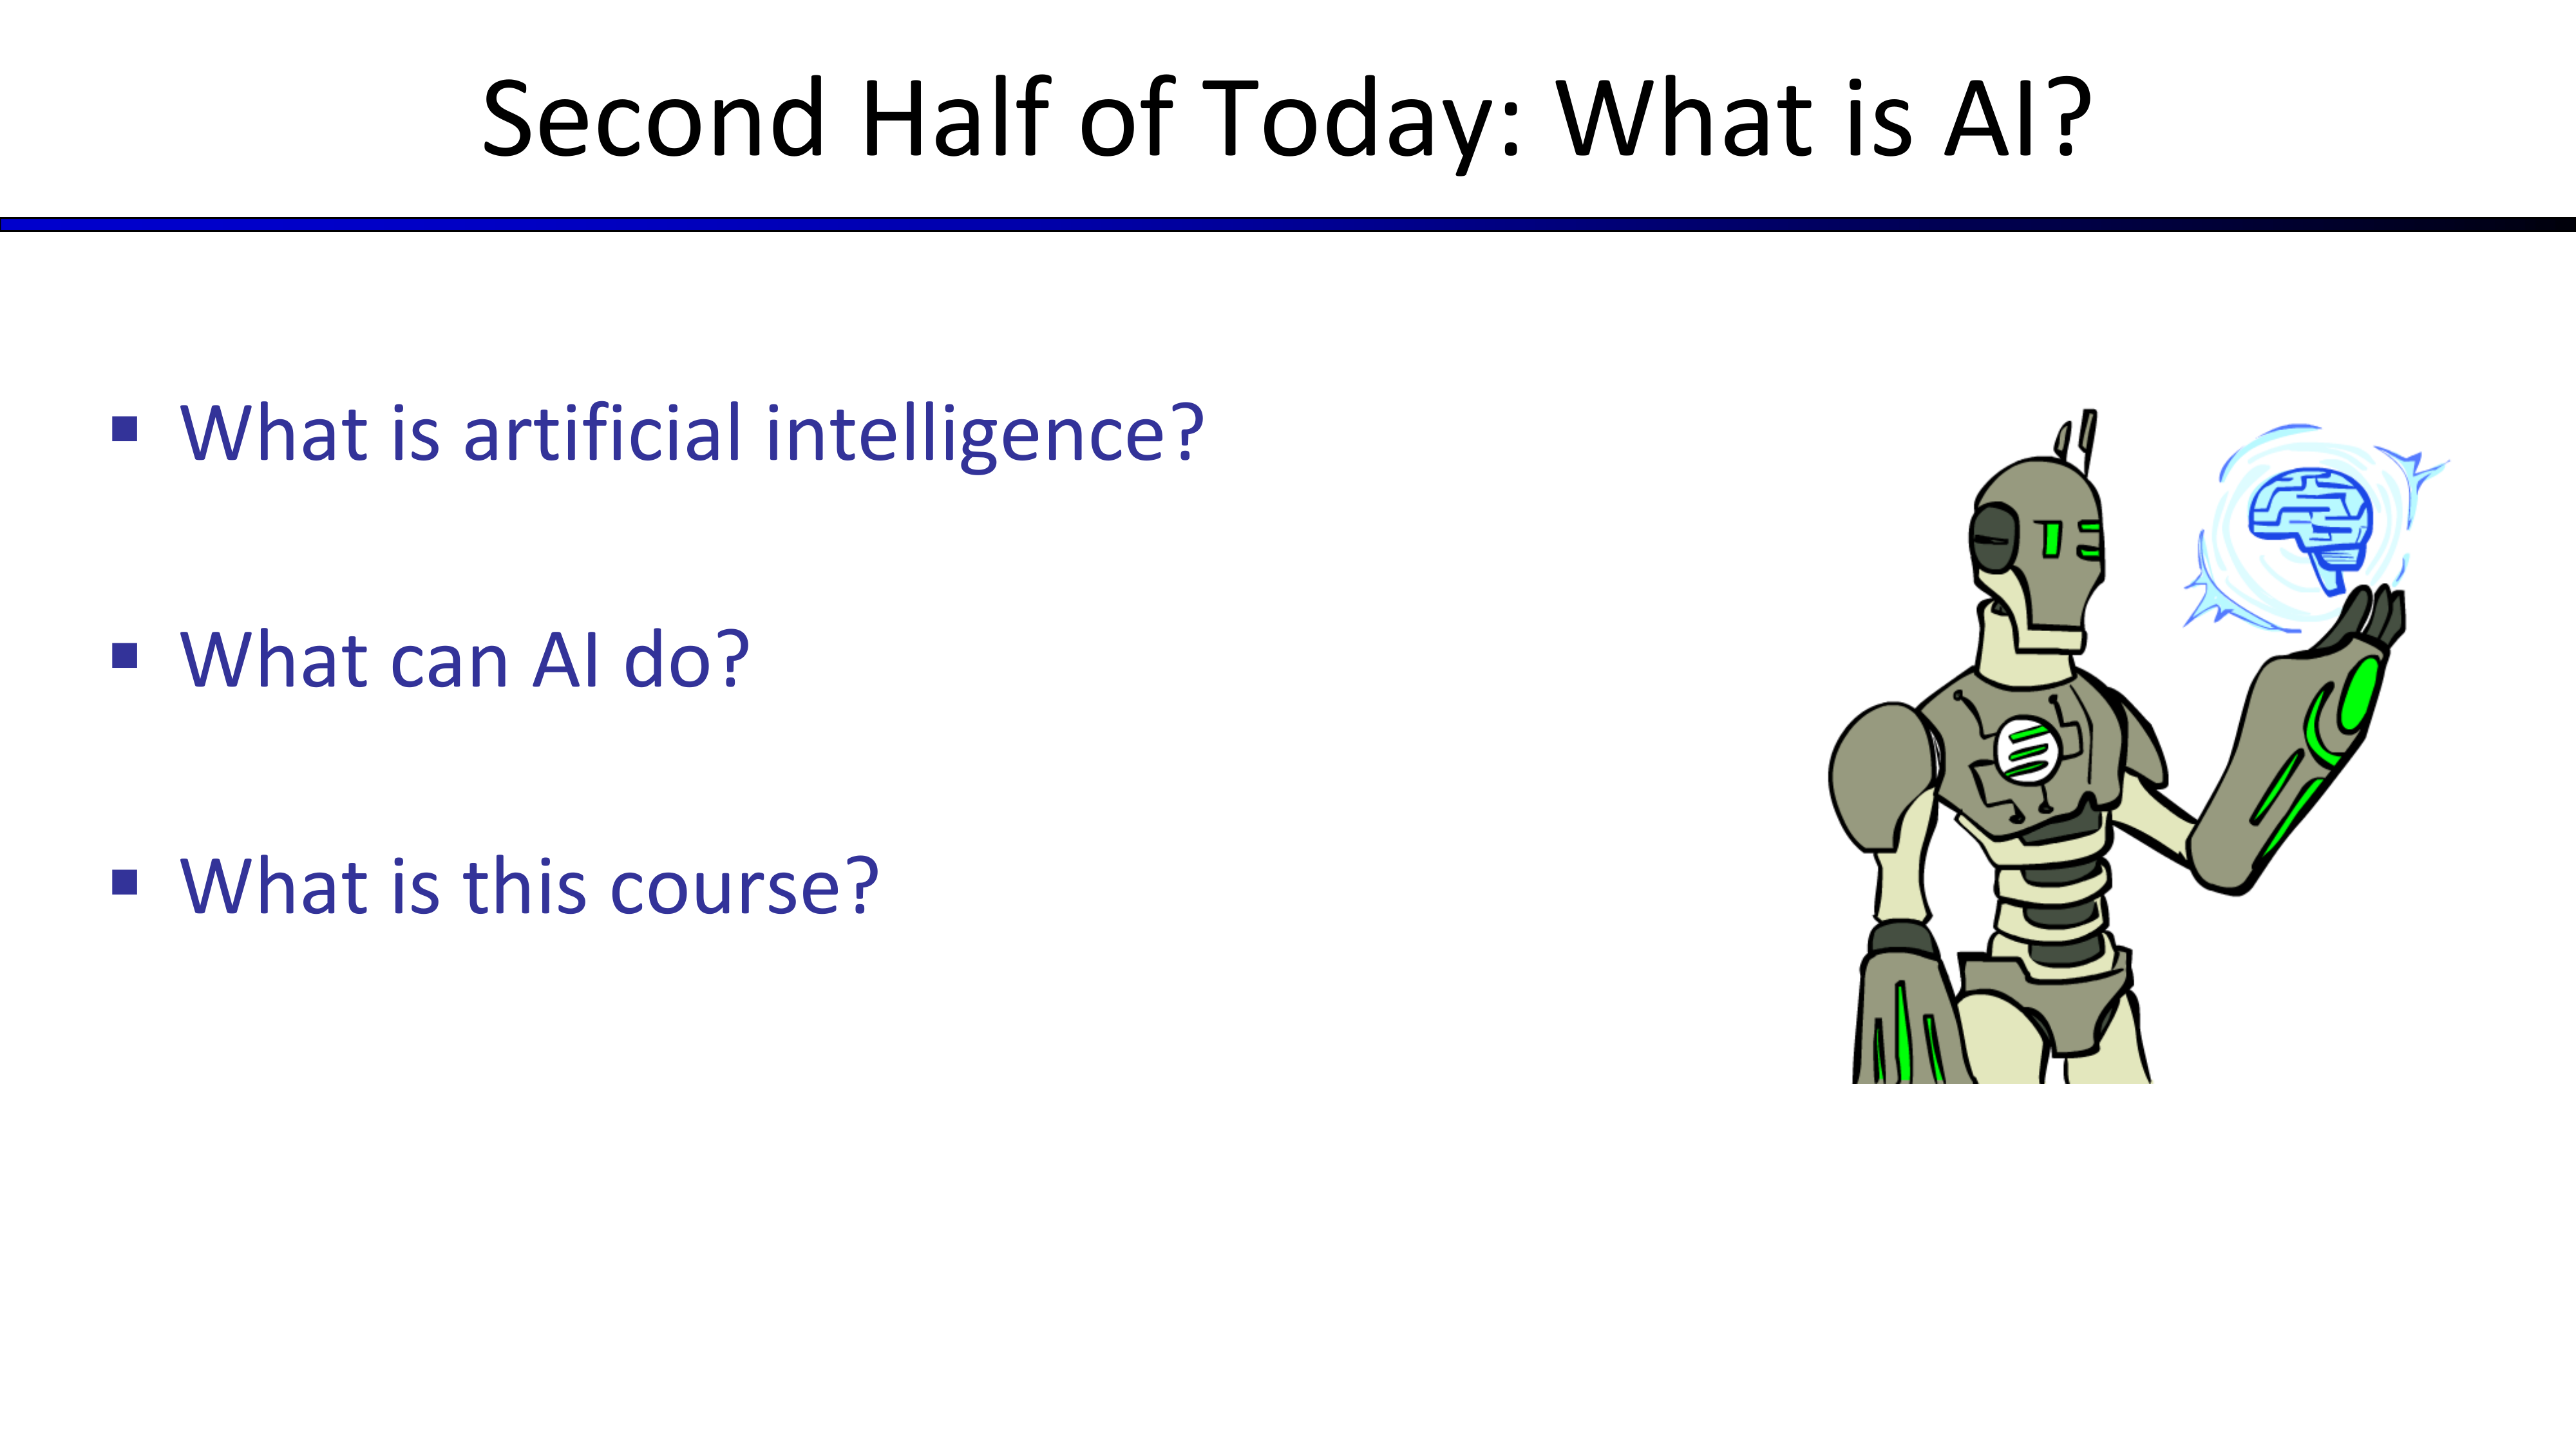 Second Half of Today: What is AI?
▪ What is artificial intelligence?
▪ What can AI do?
▪ What is this course?